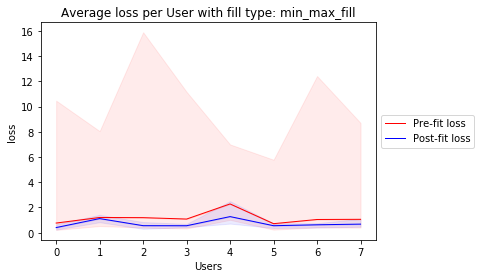 Average loss per User with fill type: min_max_fill
16
14
12
10
8
6
4
2
0
loss
0 1 2 3 4 5 6 7
Users
Pre-fit loss
Post-fit loss